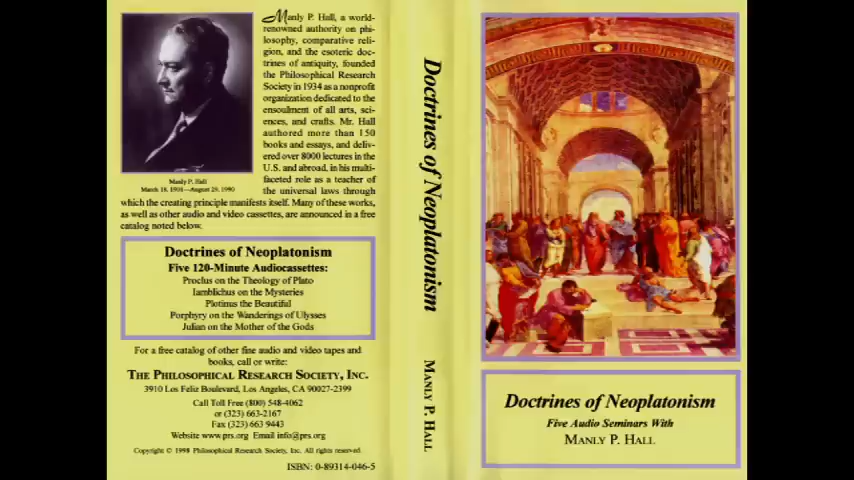 Manly P. Hall, a world-
renowned authority on phi-
losophy, comparative reli-
gion, and the esoteric doc-
trines of antiquity, founded
the Philosophical Research
Society in 1934 as a nonprofit
organization dedicated to the
ensoulment of all arts, sci-
ences, and crafts. Mr. Hall
authored more than 150
books and essays, and deliv-
ered over 8000 lectures in the
U.S. and abroad, in his multi-
faceted role as a teacher of
the universal laws through
which the creating principle manifests itself. Many of these works,
as well as other audio and video cassettes, are announced in a free
catalog noted below.
Manly P. Hall
March 18, 1901—August 29, 1990
Doctrines of Neoplatonism
Five 120-Minute Audiocassettes:
Proclus on the Theology of Plato
Iamblichus on the Mysteries
Plotinus the Beautiful
Porphyry on the Wanderings of Ulysses
Julian on the Mother of the Gods
For a free catalog of other fine audio and video tapes and
books, call or write:
THE PHILOSOPHICAL RESEARCH SOCIETY, INC.
3910 Los Feliz Boulevard, Los Angeles, CA 90027-2399
Call Toll Free (800) 548-4062
or (323) 663-2167
Fax (323) 663 9443
Website www.prs.org Email info@prs.org
Copyright © 1998 Philosophical Research Society, Inc. All rights reserved
ISBN: 0-89314-046-5
Doctrines of Neoplatonism
MANLY P. HALL
Doctrines of Neoplatonism
Five Audio Seminars With
MANLY P. HALL